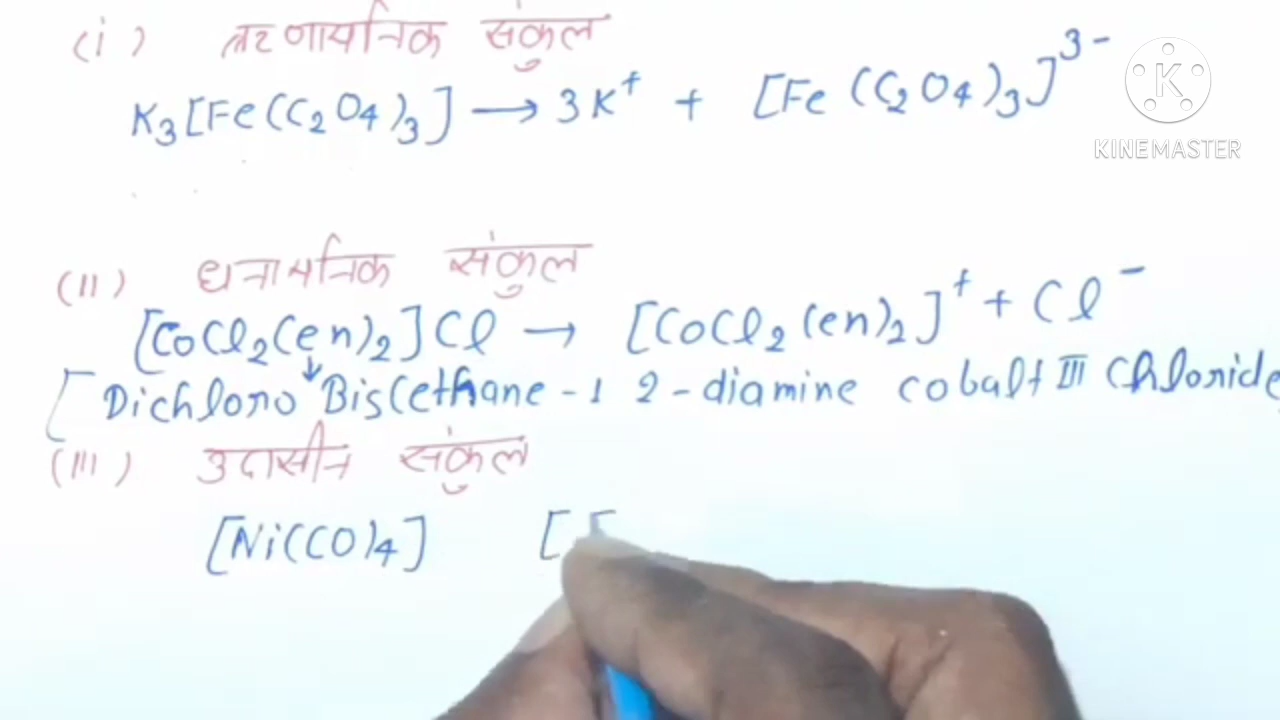 (i) ऋणायनिक संकुल
K3[Fe(C2O4)3] → 3K+ + [Fe(C2O4)3]3-
K
KINEMASTER
(II) धनायनिक संकुल
[CoCl2(en)2]Cl → [CoCl2(en)2]+ + Cl-
[Dichloro Bis(ethane-1 2-diamine cobalt III Chloride
(III) उदासीन संकुल
[Ni(CO)4] [